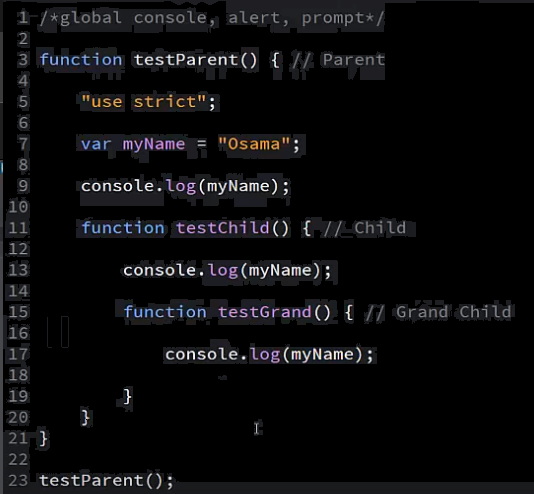 1 /*global console, alert, prompt*/
2
3 function testParent() { // Parent
4
5 "use strict";
6
7 var myName = "Osama";
8
9 console.log(myName);
10
11 function testChild() { // Child
12
13 console.log(myName);
14
15 function testGrand() { // Grand Child
16
17 console.log(myName);
18
19 }
20 }
21 }
22
23 testParent();